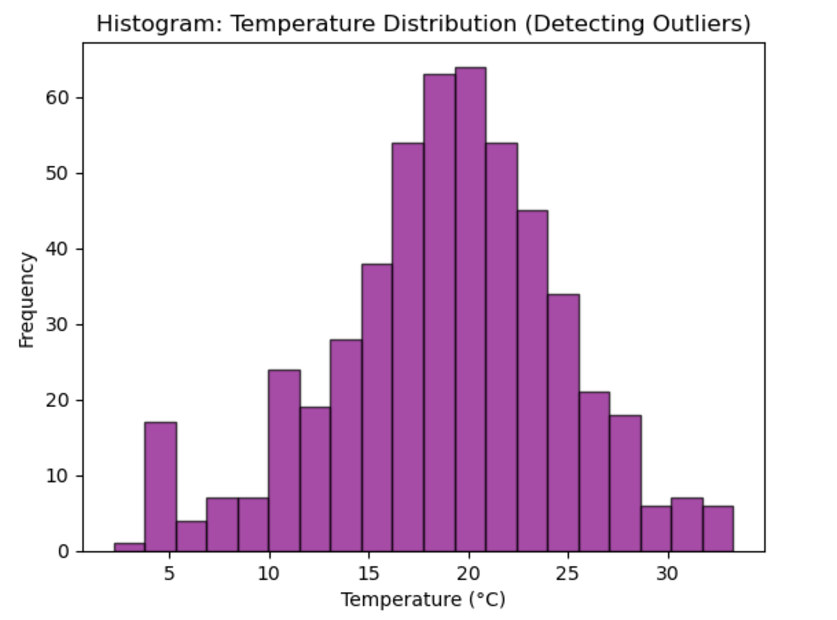 Histogram: Temperature Distribution (Detecting Outliers)
60
50
40
30
20
10
0
Frequency
5 10 15 20 25 30
Temperature (°C)